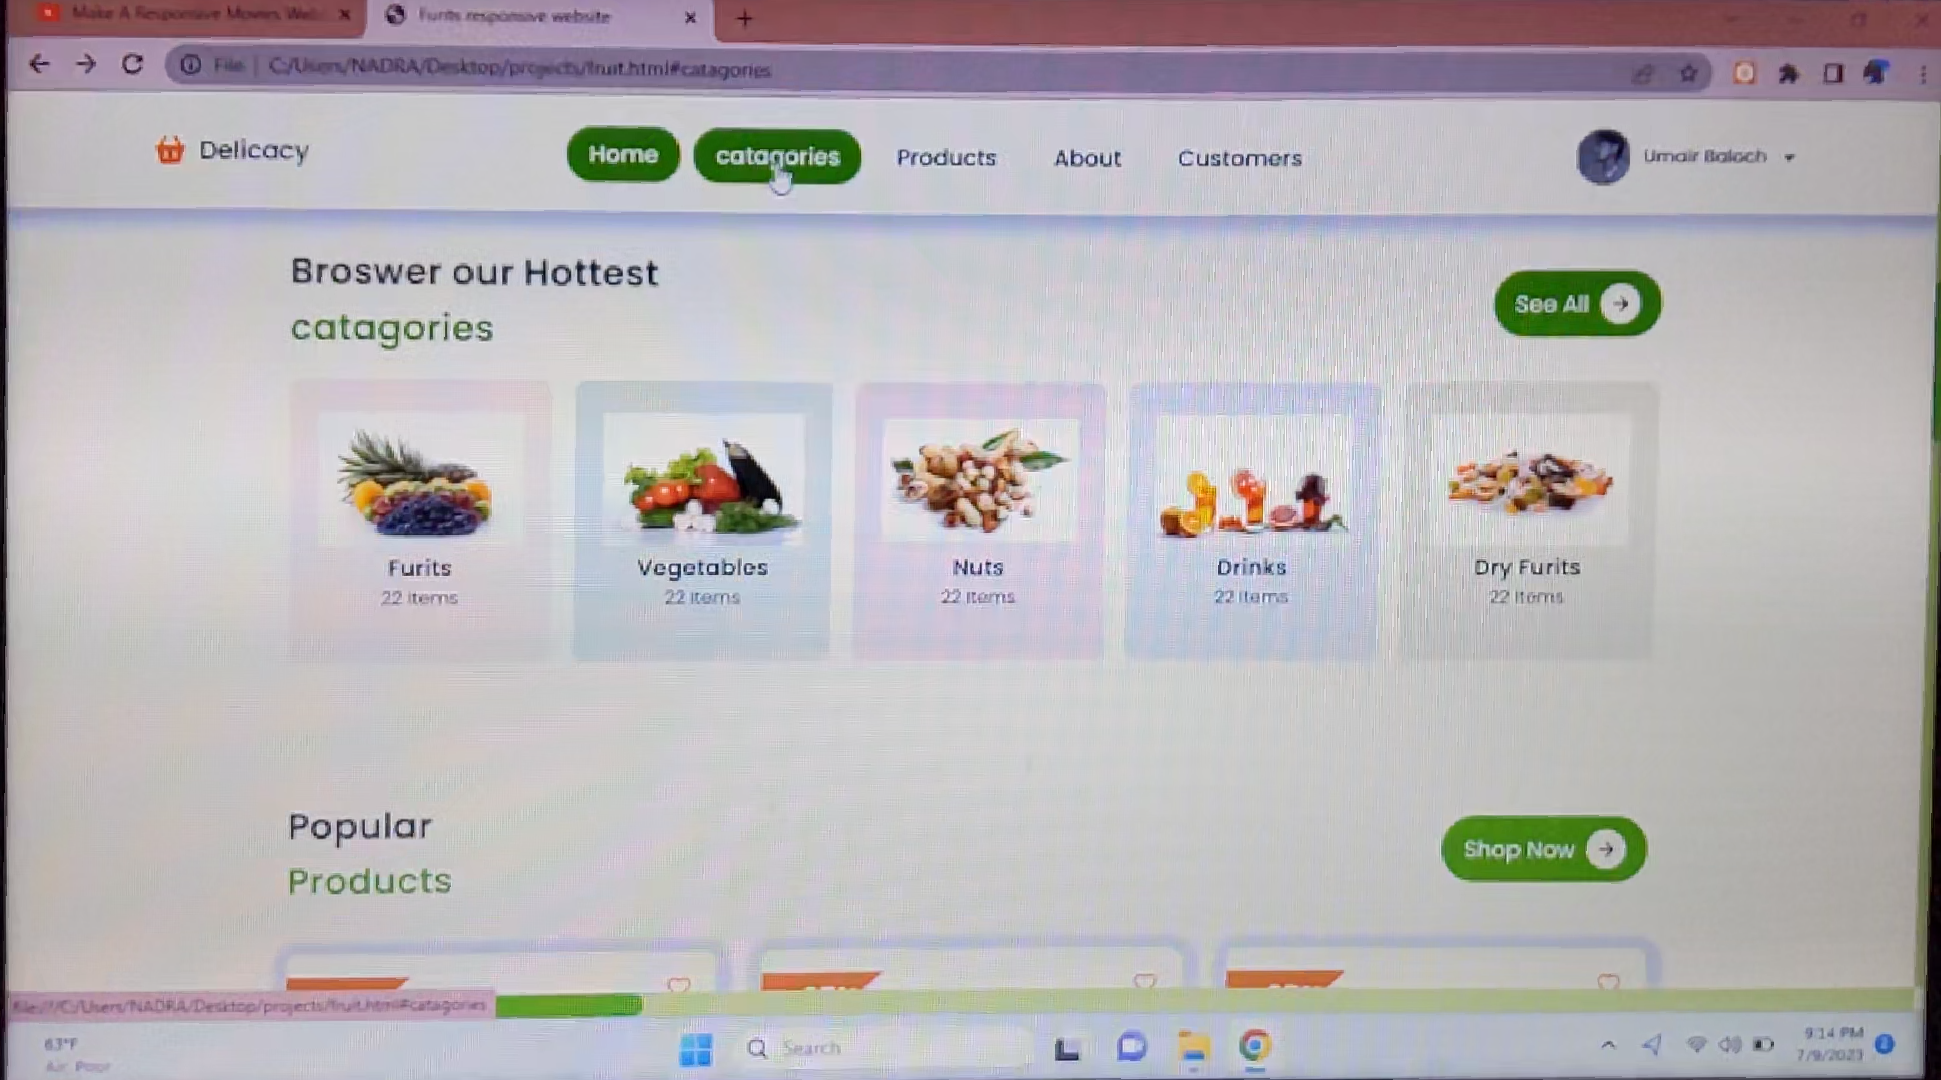 Make A Responsive Movies Web
Furits responsive website
File | C:/Users/NADRA/Desktop/projects/fruit.html#catagories
Delicacy
Home
catagories
Products
About
Customers
Umair Baloch
Broswer our Hottest
catagories
See All
Furits
22 Items
Vegetables
22 Items
Nuts
22 Items
Drinks
22 Items
Dry Furits
22 Items
Popular
Products
Shop Now
file:///C:/Users/NADRA/Desktop/projects/fruit.html#catagories
63°F
Air: Poor
Search
9:14 PM
7/9/2023